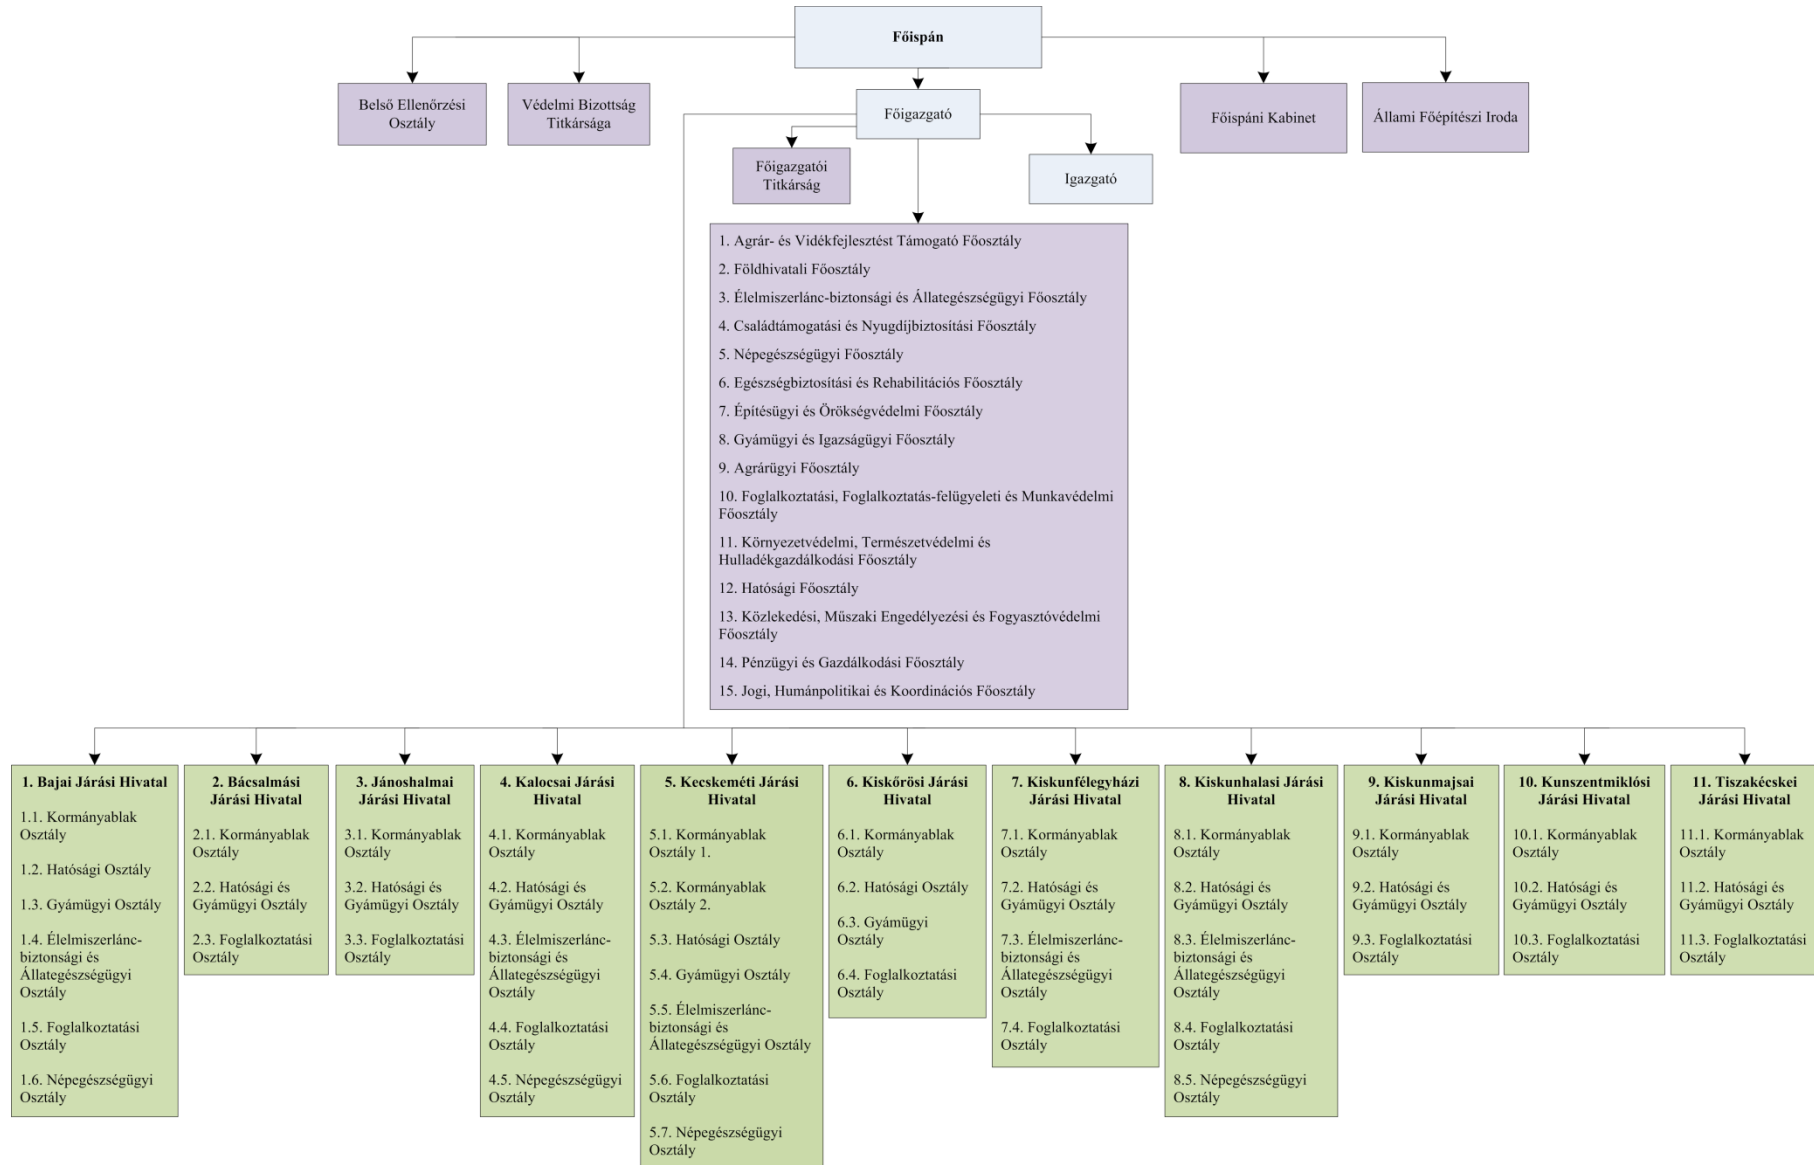 Főispán
Belső Ellenőrzési
Osztály
Védelmi Bizottság
Titkársága
Főigazgató
Főispáni Kabinet
Állami Főépítészi Iroda
Főigazgatói
Titkárság
Igazgató
1. Agrár- és Vidékfejlesztést Támogató Főosztály
2. Földhivatali Főosztály
3. Élelmiszerlánc-biztonsági és Állategészségügyi Főosztály
4. Családtámogatási és Nyugdíjbiztosítási Főosztály
5. Népegészségügyi Főosztály
6. Egészségbiztosítási és Rehabilitációs Főosztály
7. Építésügyi és Örökségvédelmi Főosztály
8. Gyámügyi és Igazságügyi Főosztály
9. Agrárügyi Főosztály
10. Foglalkoztatási, Foglalkoztatás-felügyeleti és Munkavédelmi
Főosztály
11. Környezetvédelmi, Természetvédelmi és
Hulladékgazdálkodási Főosztály
12. Hatósági Főosztály
13. Közlekedési, Műszaki Engedélyezési és Fogyasztóvédelmi
Főosztály
14. Pénzügyi és Gazdálkodási Főosztály
15. Jogi, Humánpolitikai és Koordinációs Főosztály
1. Bajai Járási Hivatal
1.1. Kormányablak
Osztály
1.2. Hatósági Osztály
1.3. Gyámügyi Osztály
1.4. Élelmiszerlánc-
biztonsági és
Állategészségügyi
Osztály
1.5. Foglalkoztatási
Osztály
1.6. Népegészségügyi
Osztály
2. Bácsalmási
Járási Hivatal
2.1. Kormányablak
Osztály
2.2. Hatósági és
Gyámügyi Osztály
2.3. Foglalkoztatási
Osztály
3. Jánoshalmai
Járási Hivatal
3.1. Kormányablak
Osztály
3.2. Hatósági és
Gyámügyi Osztály
3.3. Foglalkoztatási
Osztály
4. Kalocsai Járási
Hivatal
4.1. Kormányablak
Osztály
4.2. Hatósági és
Gyámügyi Osztály
4.3. Élelmiszerlánc-
biztonsági és
Állategészségügyi
Osztály
4.4. Foglalkoztatási
Osztály
4.5. Népegészségügyi
Osztály
5. Kecskeméti Járási
Hivatal
5.1. Kormányablak
Osztály 1.
5.2. Kormányablak
Osztály 2.
5.3. Hatósági Osztály
5.4. Gyámügyi Osztály
5.5. Élelmiszerlánc-
biztonsági és
Állategészségügyi Osztály
5.6. Foglalkoztatási
Osztály
5.7. Népegészségügyi
Osztály
6. Kiskőrösi Járási
Hivatal
6.1. Kormányablak
Osztály
6.2. Hatósági Osztály
6.3. Gyámügyi
Osztály
6.4. Foglalkoztatási
Osztály
7. Kiskunfélegyházi
Járási Hivatal
7.1. Kormányablak
Osztály
7.2. Hatósági és
Gyámügyi Osztály
7.3. Élelmiszerlánc-
biztonsági és
Állategészségügyi
Osztály
7.4. Foglalkoztatási
Osztály
8. Kiskunhalasi Járási
Hivatal
8.1. Kormányablak
Osztály
8.2. Hatósági és
Gyámügyi Osztály
8.3. Élelmiszerlánc-
biztonsági és
Állategészségügyi
Osztály
8.4. Foglalkoztatási
Osztály
8.5. Népegészségügyi
Osztály
9. Kiskunmajsai
Járási Hivatal
9.1. Kormányablak
Osztály
9.2. Hatósági és
Gyámügyi Osztály
9.3. Foglalkoztatási
Osztály
10. Kunszentmiklósi
Járási Hivatal
10.1. Kormányablak
Osztály
10.2. Hatósági és
Gyámügyi Osztály
10.3. Foglalkoztatási
Osztály
11. Tiszakécskei
Járási Hivatal
11.1. Kormányablak
Osztály
11.2. Hatósági és
Gyámügyi Osztály
11.3. Foglalkoztatási
Osztály